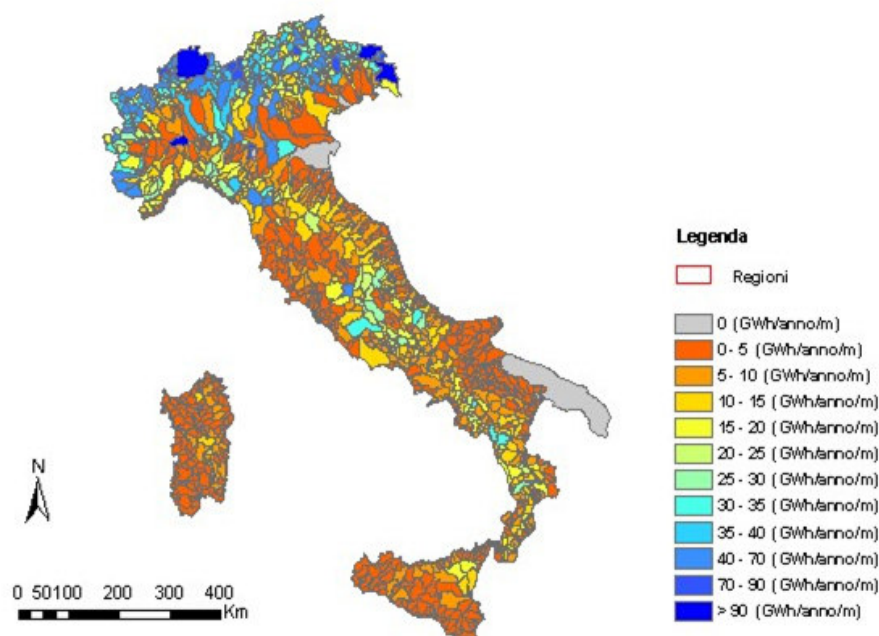 Legenda
Regioni
0 (GWh/anno/m)
0 - 5 (GWh/anno/m)
5 - 10 (GWh/anno/m)
10 - 15 (GWh/anno/m)
15 - 20 (GWh/anno/m)
20 - 25 (GWh/anno/m)
25 - 30 (GWh/anno/m)
30 - 35 (GWh/anno/m)
35 - 40 (GWh/anno/m)
40 - 70 (GWh/anno/m)
70 - 90 (GWh/anno/m)
> 90 (GWh/anno/m)
N
0 50 100 200 300 400
Km